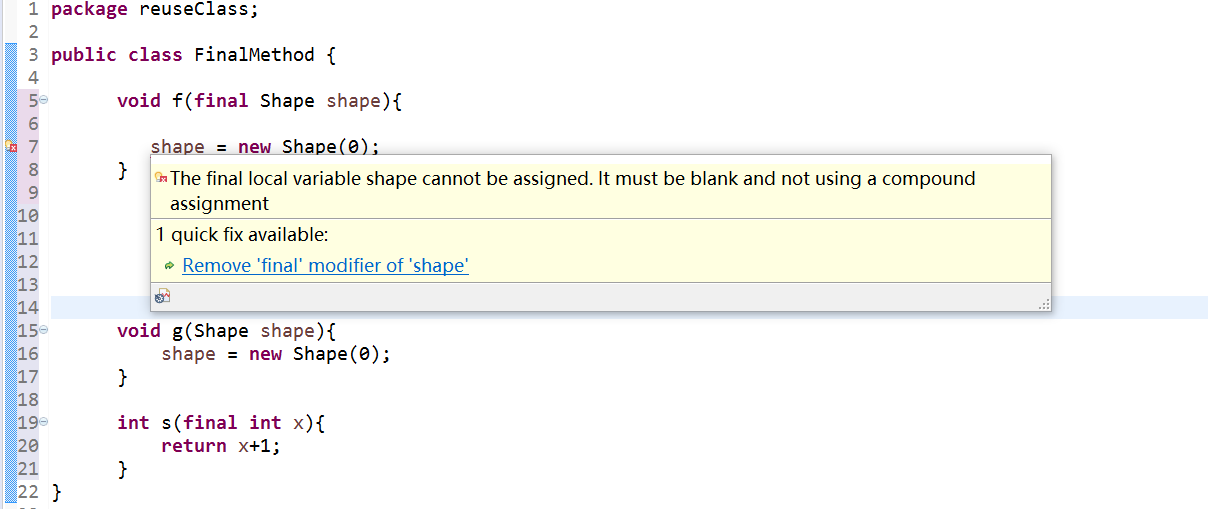 1 package reuseClass;
2
3 public class FinalMethod {
4
5 void f(final Shape shape){
6
7 shape = new Shape(0);
8 }
The final local variable shape cannot be assigned. It must be blank and not using a compound
9
assignment
10
1 quick fix available:
11
12 Remove 'final' modifier of 'shape'
13
14
15 void g(Shape shape){
16 shape = new Shape(0);
17 }
18
19 int s(final int x){
20 return x+1;
21 }
22 }